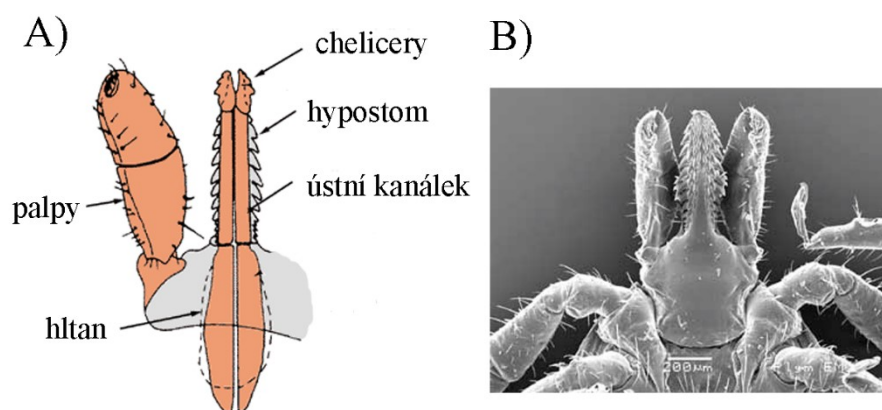 A)
chelicery
hypostom
ústní kanálek
palpy
hltan
B)
200µm